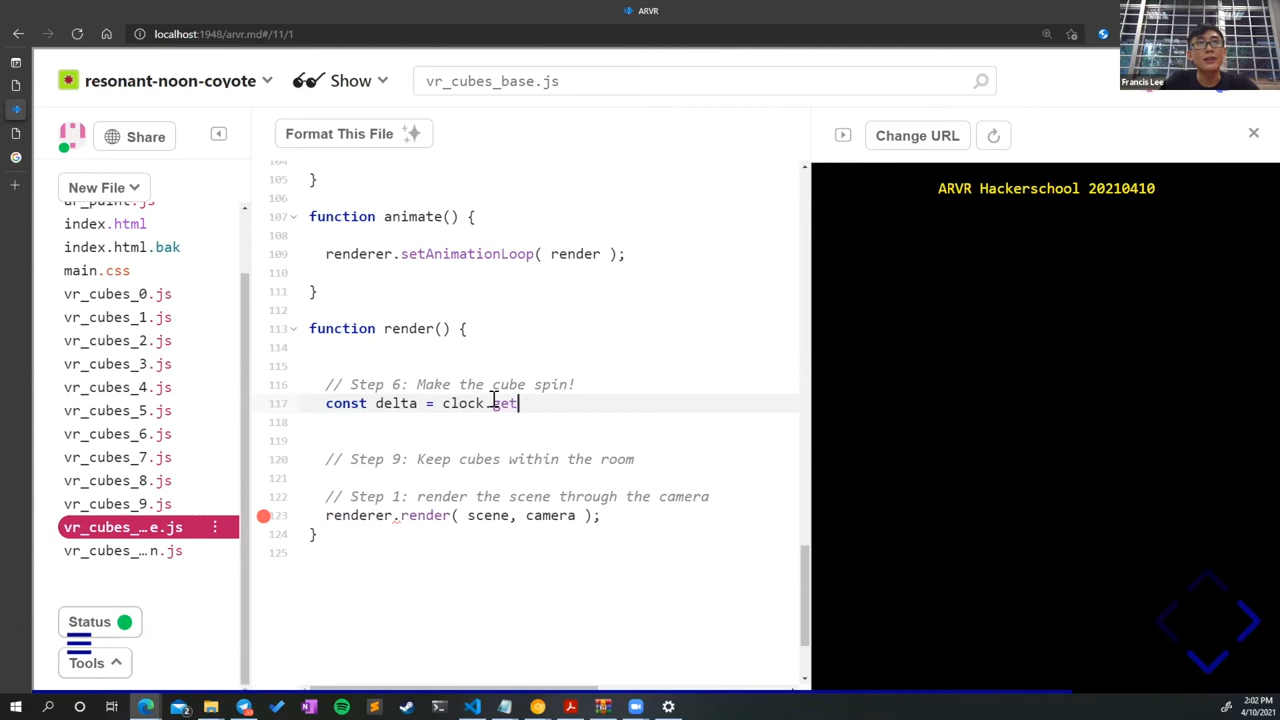 ARVR
localhost:1948/arvr.md#/11/1
Francis Lee
resonant-noon-coyote
Show
vr_cubes_base.js
Share
Format This File
Change URL
New File
ar_paint.js
index.html
index.html.bak
main.css
vr_cubes_0.js
vr_cubes_1.js
vr_cubes_2.js
vr_cubes_3.js
vr_cubes_4.js
vr_cubes_5.js
vr_cubes_6.js
vr_cubes_7.js
vr_cubes_8.js
vr_cubes_9.js
vr_cubes_…e.js
vr_cubes_…n.js
Status
Tools
104
105 }
106
107 function animate() {
108
109 renderer.setAnimationLoop( render );
110
111 }
112
113 function render() {
114
115
116 // Step 6: Make the cube spin!
117 const delta = clock.get
118
119
120 // Step 9: Keep cubes within the room
121
122 // Step 1: render the scene through the camera
123 renderer.render( scene, camera );
124 }
125
ARVR Hackerschool 20210410
2:02 PM
4/10/2021